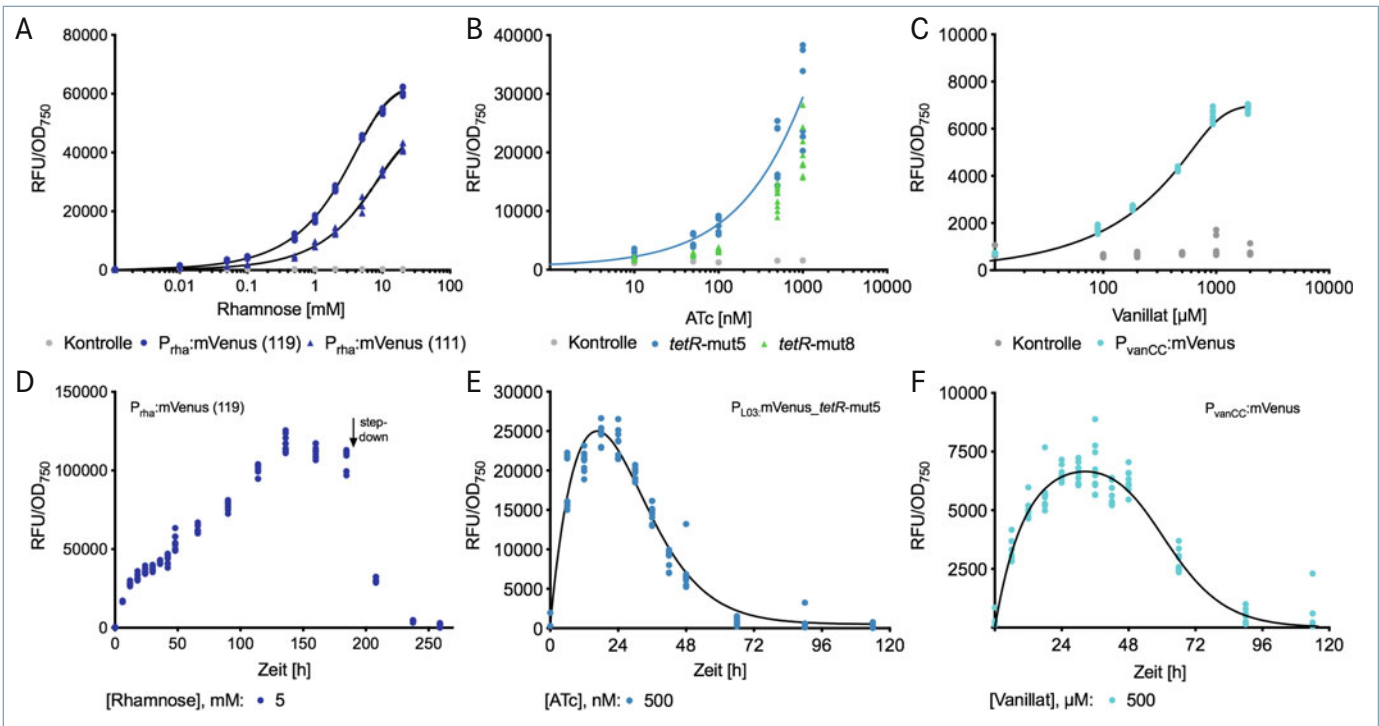 A
80000
60000
40000
20000
0
RFU/OD750
0.01 0.1 1 10 100
Rhamnose [mM]
Kontrolle Prha:mVenus (119) Prha:mVenus (111)
B
40000
30000
20000
10000
0
RFU/OD750
10 100 1000 10000
ATc [nM]
Kontrolle tetR-mut5 tetR-mut8
C
10000
8000
6000
4000
2000
0
RFU/OD750
100 1000 10000
Vanillat [µM]
Kontrolle PvanCC:mVenus
D
150000
100000
50000
0
RFU/OD750
Prha:mVenus (119)
step-
down
0 50 100 150 200 250
Zeit [h]
[Rhamnose], mM: 5
E
30000
25000
20000
15000
10000
5000
0
RFU/OD750
PL03:mVenus_tetR-mut5
0 24 48 72 96 120
Zeit [h]
[ATc], nM: 500
F
10000
7500
5000
2500
RFU/OD750
PvanCC:mVenus
24 48 72 96 120
Zeit [h]
[Vanillat], µM: 500